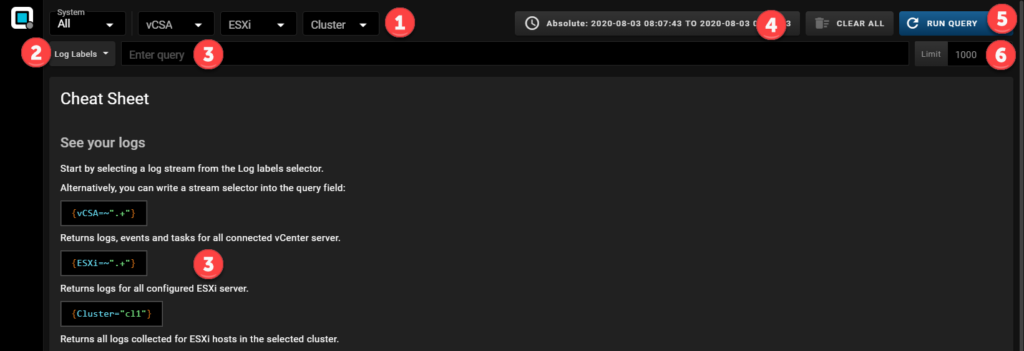 System
All
vCSA
ESXi
Cluster
1
Absolute: 2020-08-03 08:07:43 TO 2020-08-03
3
4
CLEAR ALL
RUN QUERY
5
2
Log Labels
Enter query
3
Limit
1000
6
Cheat Sheet
See your logs
Start by selecting a log stream from the Log labels selector.
Alternatively, you can write a stream selector into the query field:
{vCSA=~".+"}
Returns logs, events and tasks for all connected vCenter server.
{ESXi=~".+"}
3
Returns logs for all configured ESXi server.
{Cluster="cl1"}
Returns all logs collected for ESXi hosts in the selected cluster.